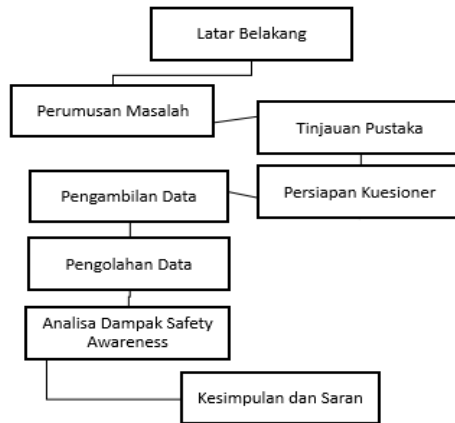 Latar Belakang
Perumusan Masalah
Tinjauan Pustaka
Persiapan Kuesioner
Pengambilan Data
Pengolahan Data
Analisa Dampak Safety
Awareness
Kesimpulan dan Saran